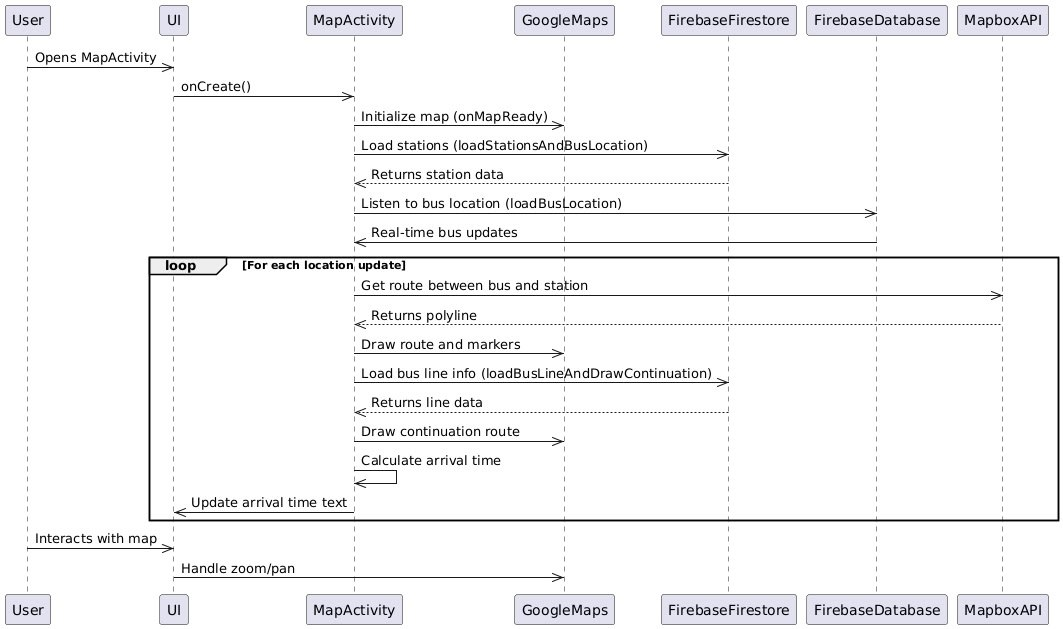 User UI MapActivity GoogleMaps FirebaseFirestore FirebaseDatabase MapboxAPI
Opens MapActivity
onCreate()
Initialize map (onMapReady)
Load stations (loadStationsAndBusLocation)
Returns station data
Listen to bus location (loadBusLocation)
Real-time bus updates
loop [For each location update]
Get route between bus and station
Returns polyline
Draw route and markers
Load bus line info (loadBusLineAndDrawContinuation)
Returns line data
Draw continuation route
Calculate arrival time
Update arrival time text
Interacts with map
Handle zoom/pan
User UI MapActivity GoogleMaps FirebaseFirestore FirebaseDatabase MapboxAPI